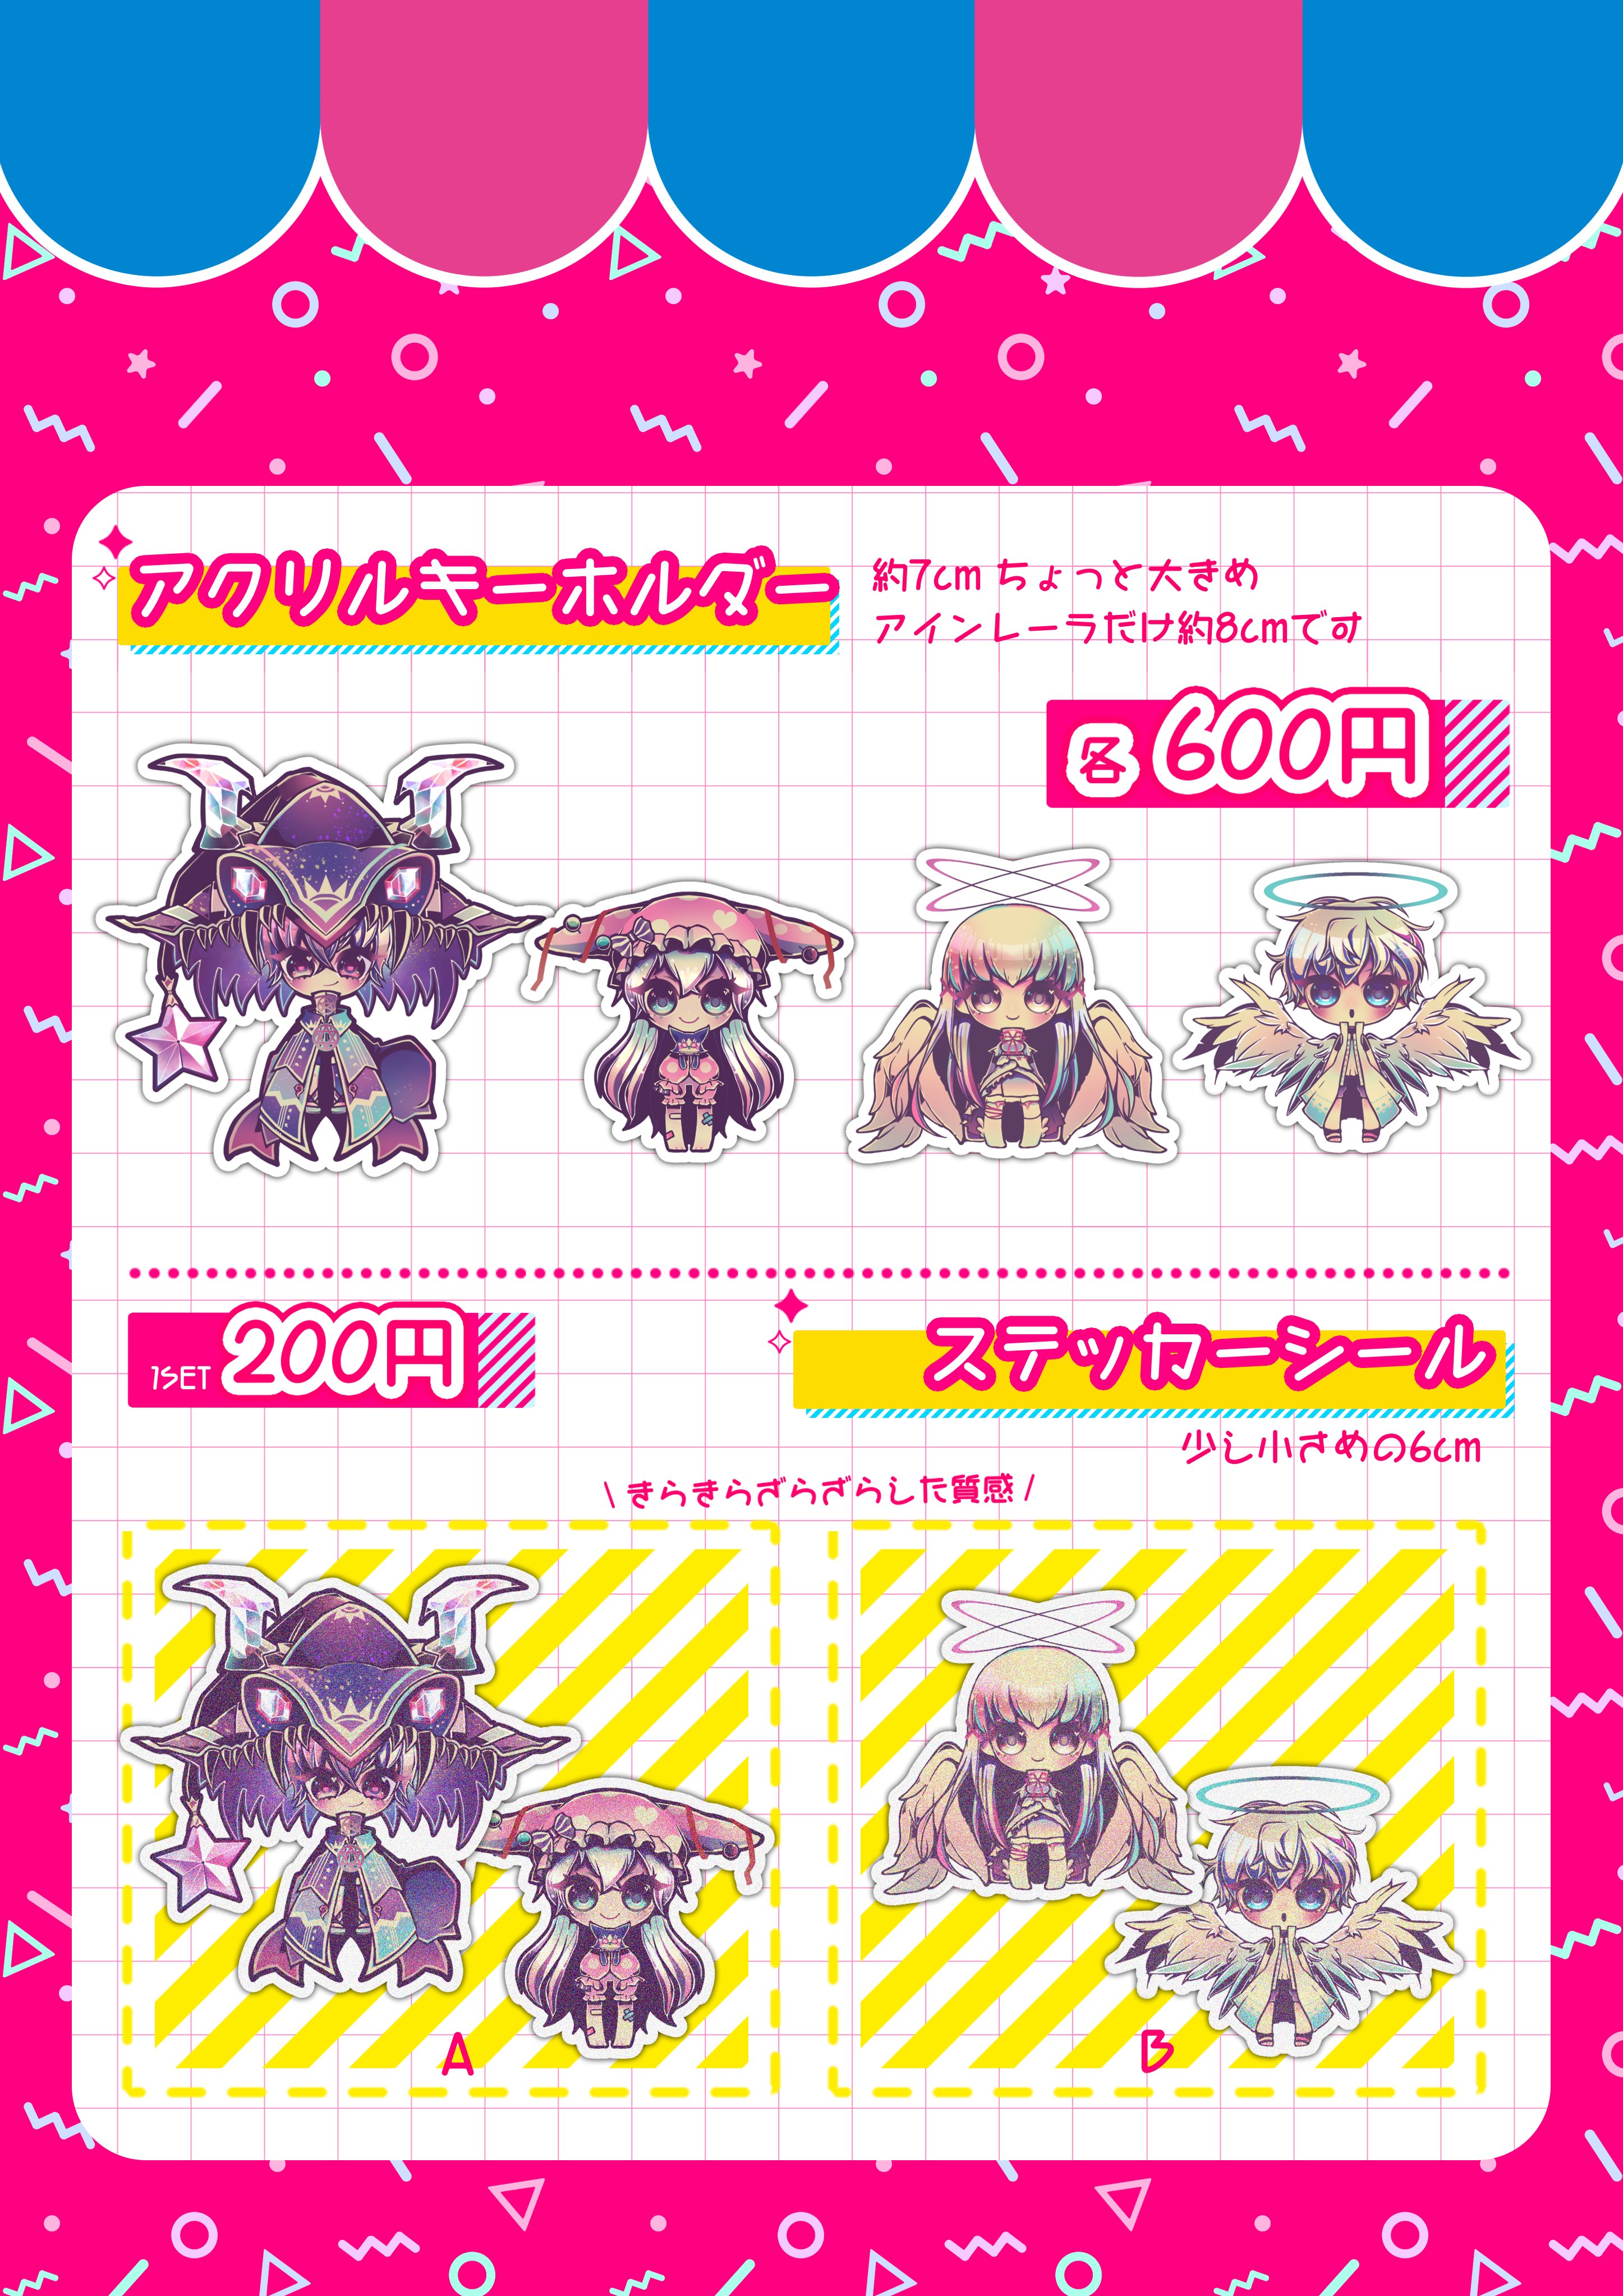 アクリルキーホルダー
約7cm ちょっと大きめ
アインレーラだけ約8cmです
各 600円
1SET 200円
ステッカーシール
少し小さめの6cm
\ きらきらざらざらした質感 /
A
B